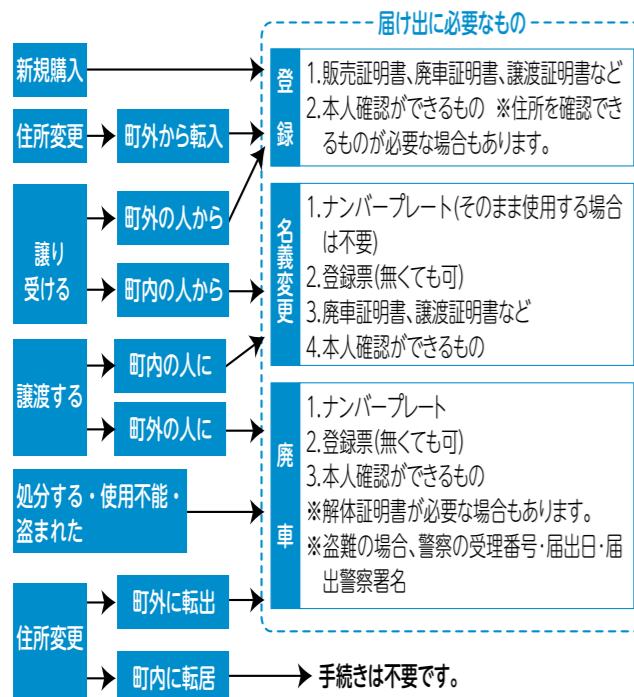 届け出に必要なもの
新規購入
登録
1.販売証明書、廃車証明書、譲渡証明書など
2.本人確認ができるもの ※住所を確認でき
るものが必要な場合もあります。
住所変更
町外から転入
譲り
受ける
町外の人から
町内の人から
名義変更
1.ナンバープレート(そのまま使用する場合
は不要)
2.登録票(無くても可)
3.廃車証明書、譲渡証明書など
4.本人確認ができるもの
譲渡する
町内の人に
町外の人に
廃車
1.ナンバープレート
2.登録票(無くても可)
3.本人確認ができるもの
※解体証明書が必要な場合もあります。
※盗難の場合、警察の受理番号・届出日・届
出警察署名
処分する・使用不能・
盗まれた
住所変更
町外に転出
町内に転居
手続きは不要です。